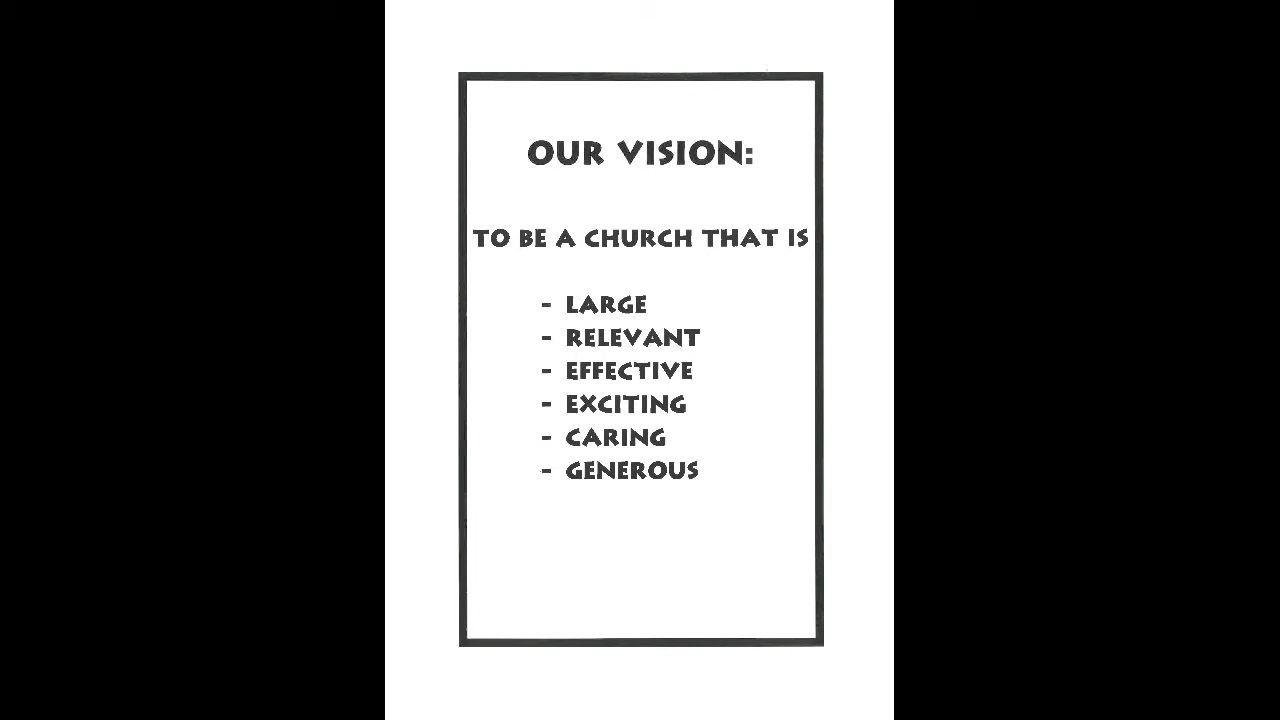 OUR VISION:
TO BE A CHURCH THAT IS
- LARGE
- RELEVANT
- EFFECTIVE
- EXCITING
- CARING
- GENEROUS